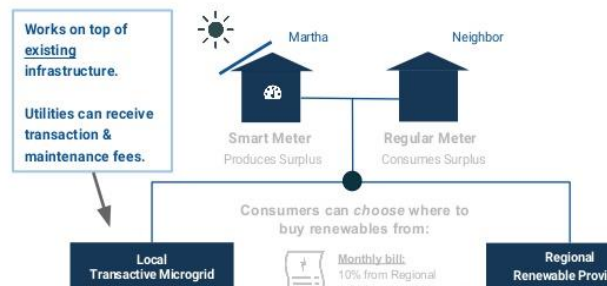 Works on top of
existing
infrastructure.
Utilities can receive
transaction &
maintenance fees.
Martha
Neighbor
Smart Meter
Produces Surplus
Regular Meter
Consumes Surplus
Consumers can choose where to
buy renewables from:
Local
Transactive Microgrid
Monthly bill:
10% from Regional
Regional
Renewable